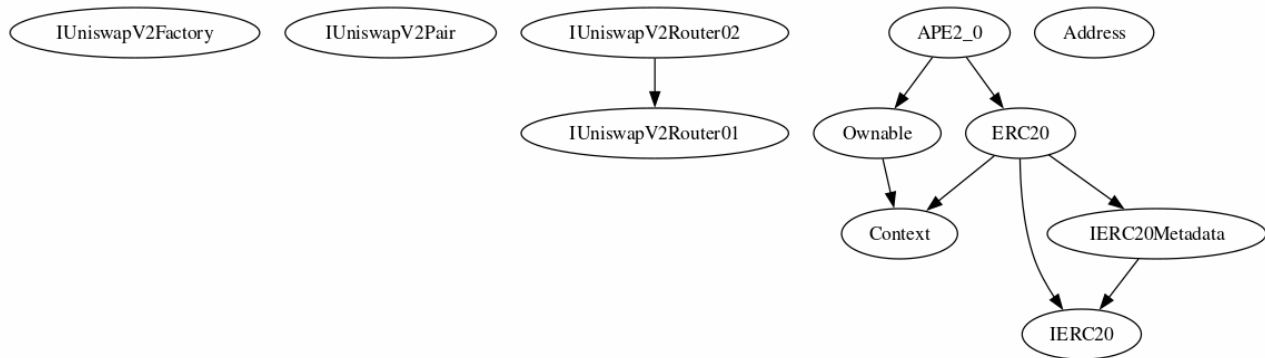 IUniswapV2Factory
IUniswapV2Pair
IUniswapV2Router02
APE2_0
Address
IUniswapV2Router01
Ownable
ERC20
Context
IERC20Metadata
IERC20